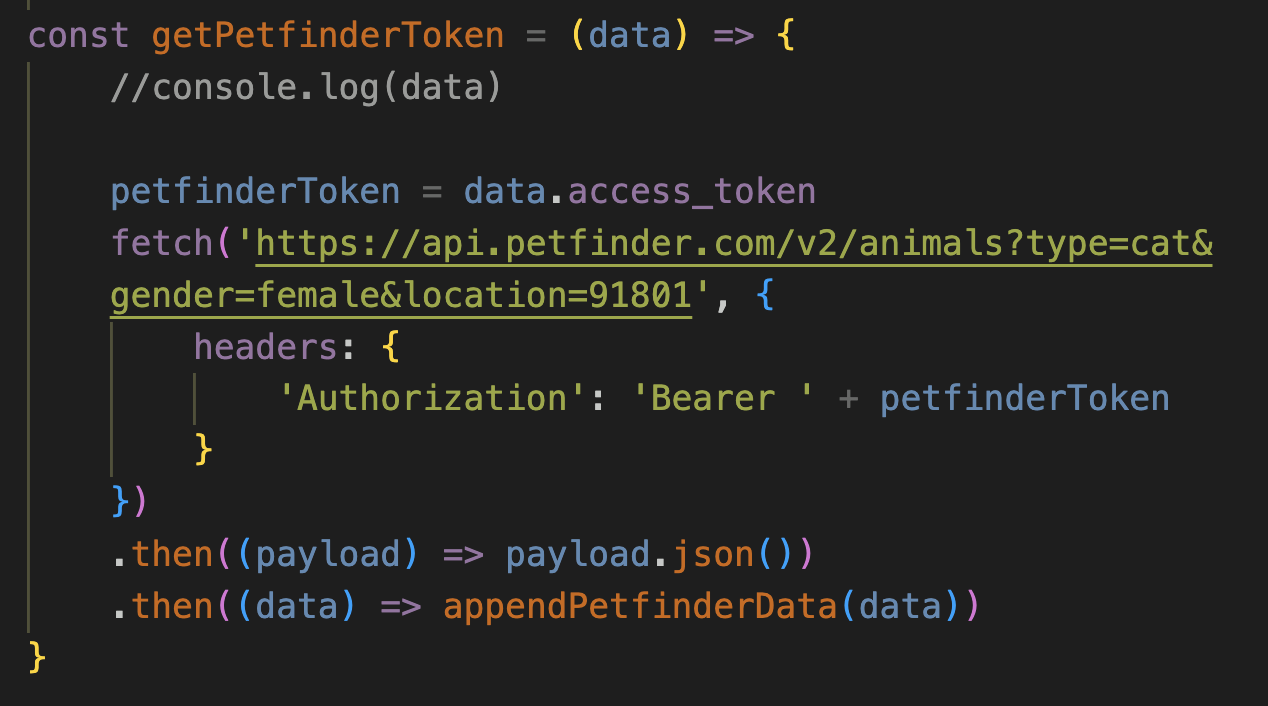 const getPetfinderToken = (data) => {
    //console.log(data)

    petfinderToken = data.access_token
    fetch('https://api.petfinder.com/v2/animals?type=cat&
    gender=female&location=91801', {
        headers: {
            'Authorization': 'Bearer ' + petfinderToken
        }
    })
    .then((payload) => payload.json())
    .then((data) => appendPetfinderData(data))
}